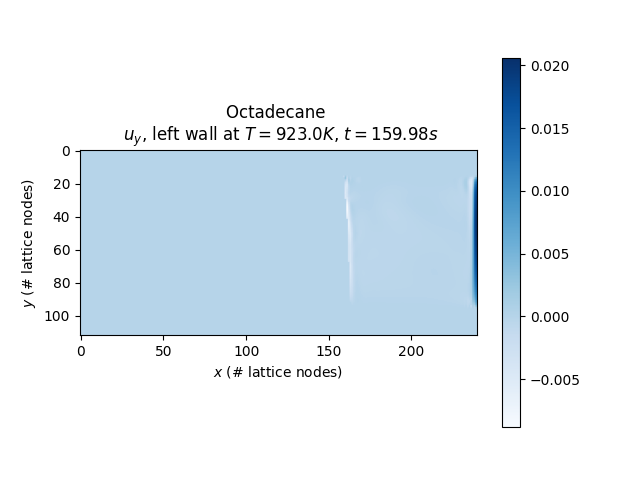 Octadecane
u_y, left wall at T = 923.0K, t = 159.98s
0
20
40
60
80
100
y (# lattice nodes)
0 50 100 150 200
x (# lattice nodes)
0.020
0.015
0.010
0.005
0.000
−0.005